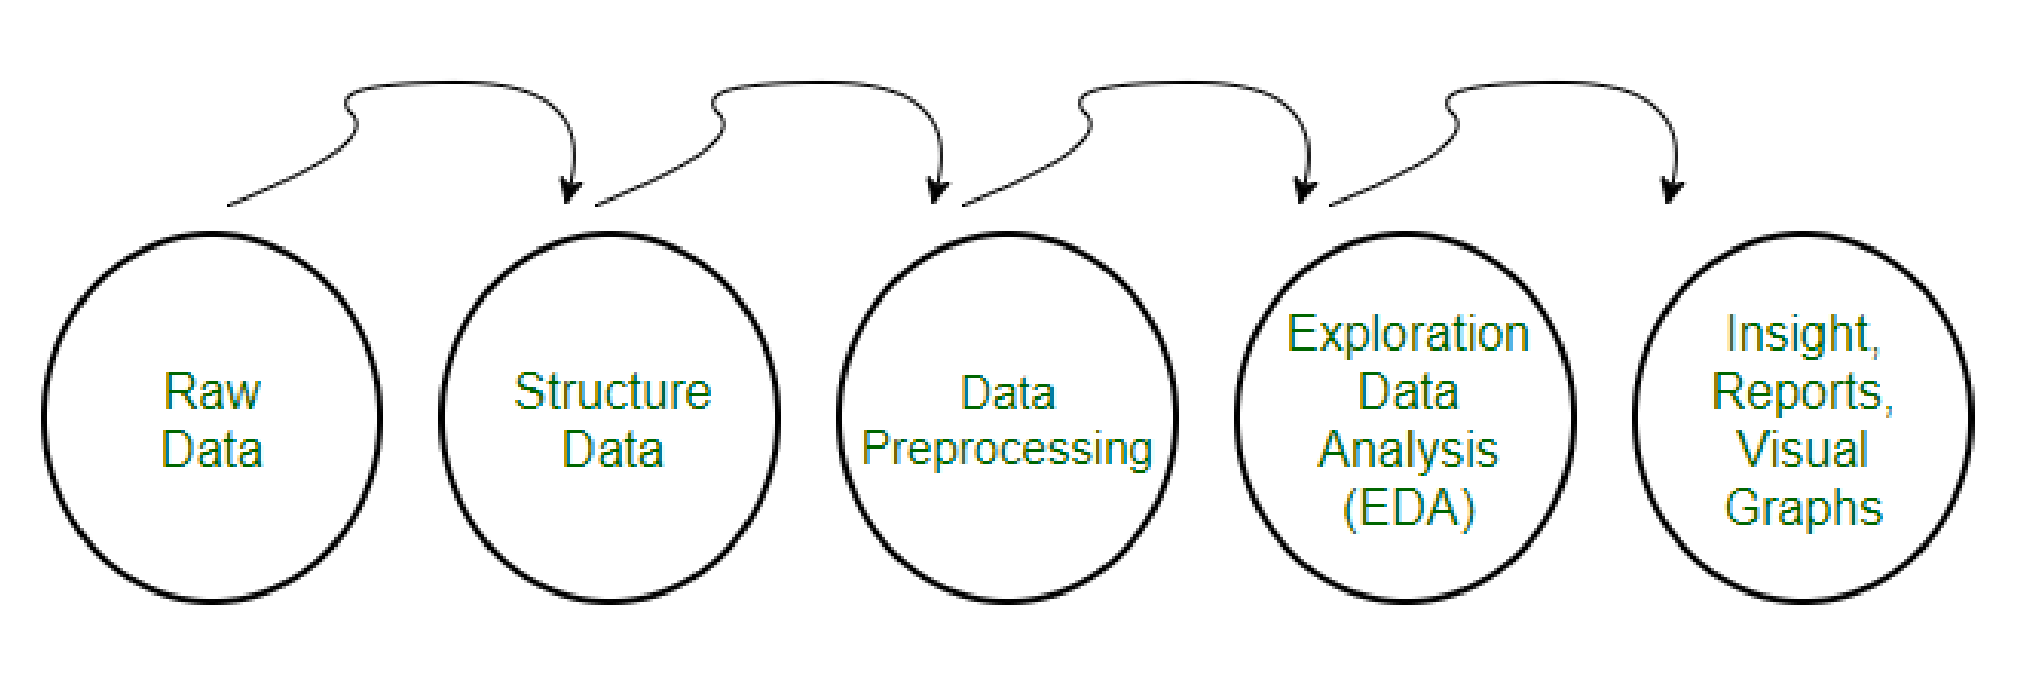 Raw
Data
Structure
Data
Data
Preprocessing
Exploration
Data
Analysis
(EDA)
Insight,
Reports,
Visual
Graphs